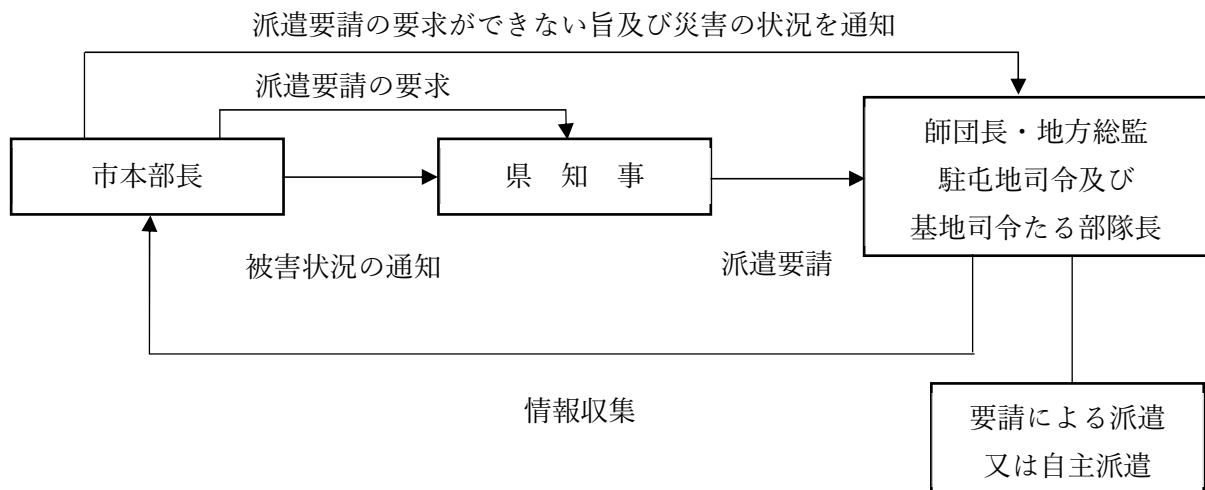 派遣要請の要求ができない旨及び災害の状況を通知
派遣要請の要求
市本部長
県　知　事
師団長・地方総監
駐屯地司令及び
基地司令たる部隊長
被害状況の通知
派遣要請
情報収集
要請による派遣
又は自主派遣